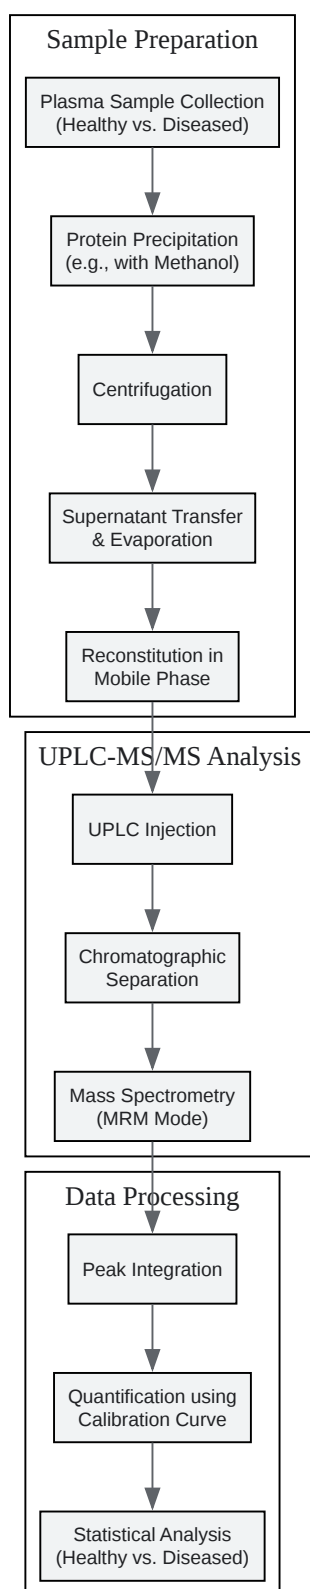 Sample Preparation
Plasma Sample Collection
(Healthy vs. Diseased)
Protein Precipitation
(e.g., with Methanol)
Centrifugation
Supernatant Transfer
& Evaporation
Reconstitution in
Mobile Phase
UPLC-MS/MS Analysis
UPLC Injection
Chromatographic
Separation
Mass Spectrometry
(MRM Mode)
Data Processing
Peak Integration
Quantification using
Calibration Curve
Statistical Analysis
(Healthy vs. Diseased)